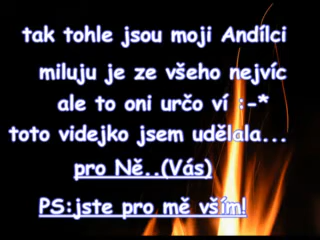 tak tohle jsou moji Andílci
miluju je ze všeho nejvíc
ale to oni určo ví :-*
toto videjko jsem udělala...
pro Ně..(Vás)
PS:jste pro mě vším!